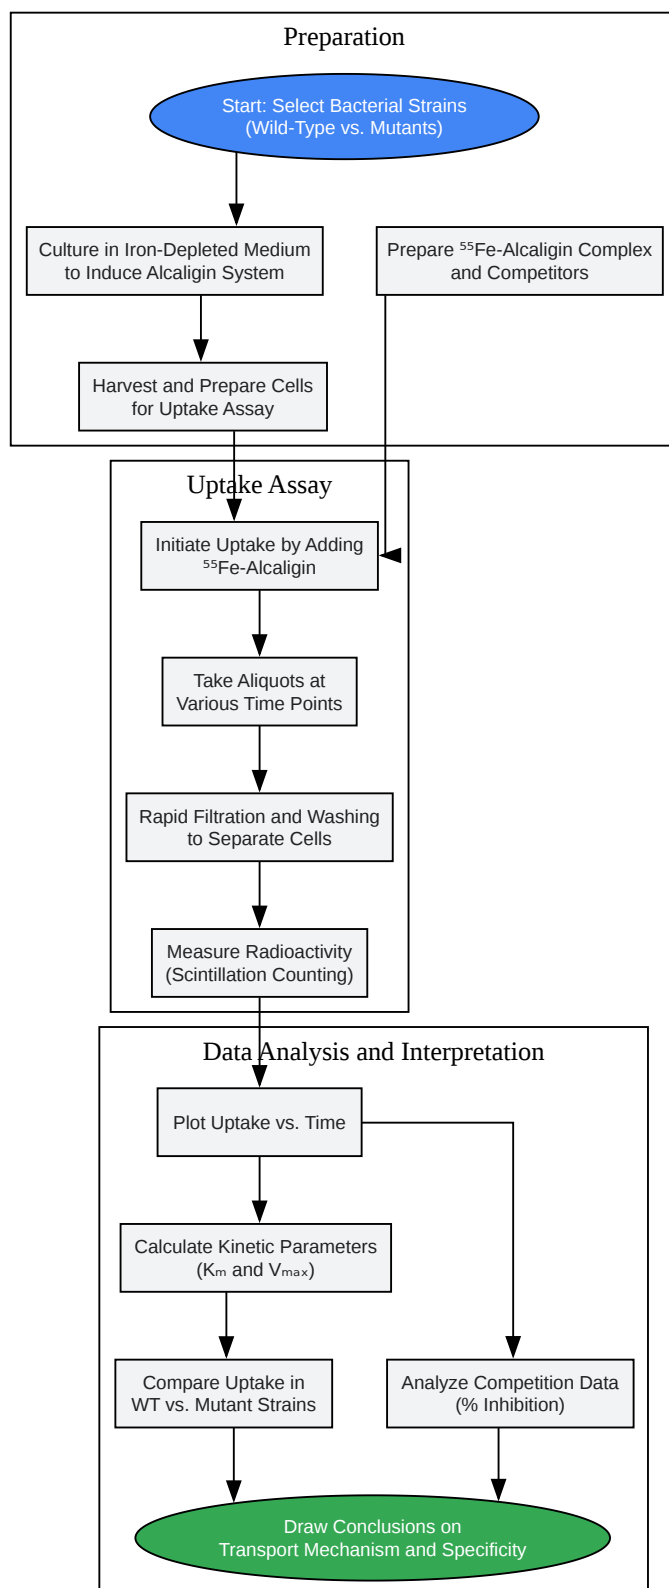 Preparation
Start: Select Bacterial Strains
(Wild-Type vs. Mutants)
Culture in Iron-Depleted Medium
to Induce Alcaligin System
Prepare ⁵⁵Fe-Alcaligin Complex
and Competitors
Harvest and Prepare Cells
for Uptake Assay
Uptake Assay
Initiate Uptake by Adding
⁵⁵Fe-Alcaligin
Take Aliquots at
Various Time Points
Rapid Filtration and Washing
to Separate Cells
Measure Radioactivity
(Scintillation Counting)
Data Analysis and Interpretation
Plot Uptake vs. Time
Calculate Kinetic Parameters
(Kₘ and Vₘₐₓ)
Compare Uptake in
WT vs. Mutant Strains
Analyze Competition Data
(% Inhibition)
Draw Conclusions on
Transport Mechanism and Specificity